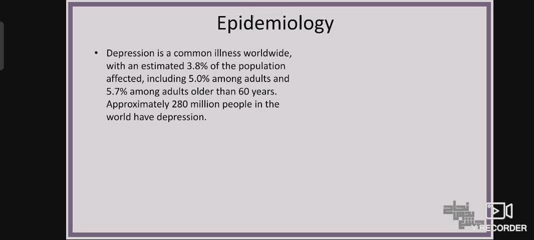 Epidemiology
• Depression is a common illness worldwide,
with an estimated 3.8% of the population
affected, including 5.0% among adults and
5.7% among adults older than 60 years.
Approximately 280 million people in the
world have depression.
RECORDER